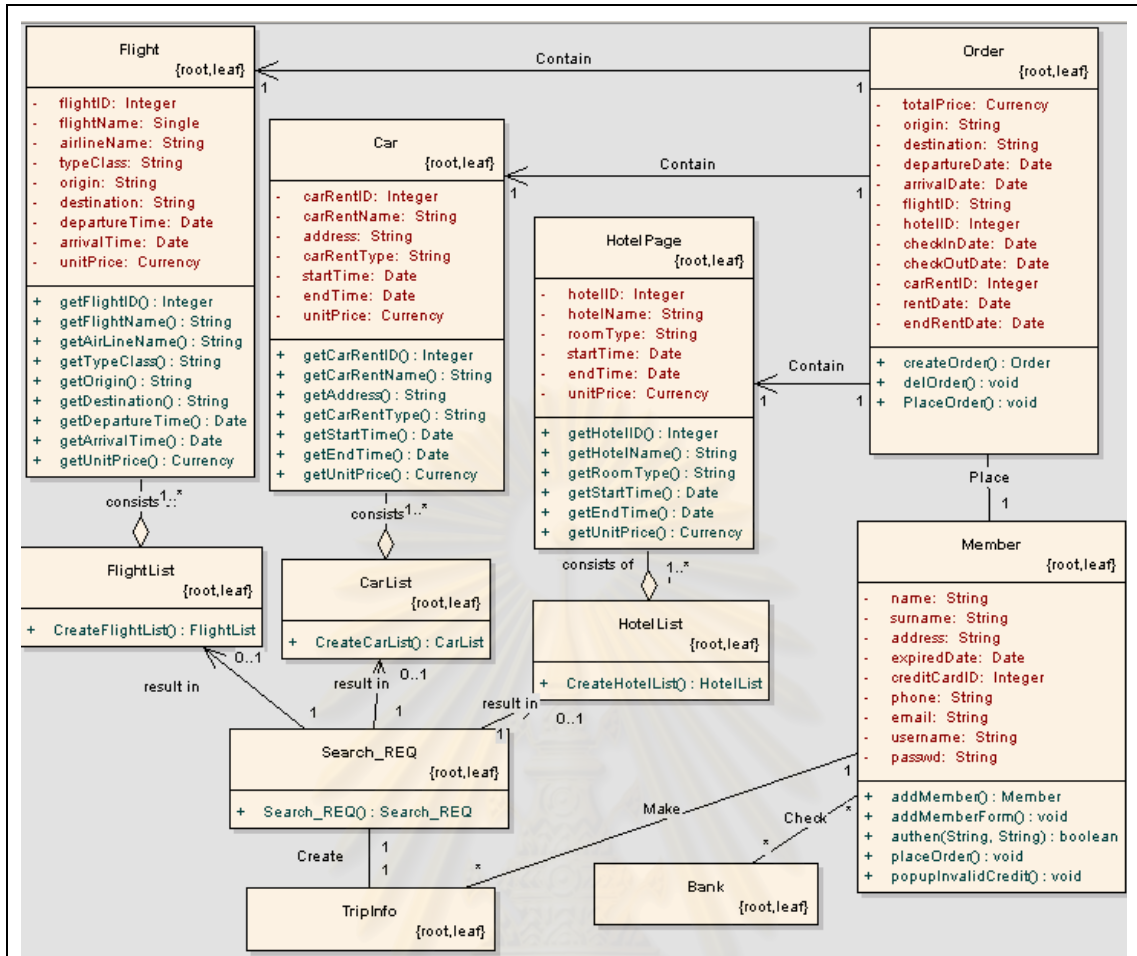 Flight
{root,leaf}
- flightID: Integer
- flightName: Single
- airlineName: String
- typeClass: String
- origin: String
- destination: String
- departureTime: Date
- arrivalTime: Date
- unitPrice: Currency
+ getFlightID() : Integer
+ getFlightName() : String
+ getAirLineName() : String
+ getTypeClass() : String
+ getOrigin() : String
+ getDestination() : String
+ getDepartureTime() : Date
+ getArrivalTime() : Date
+ getUnitPrice() : Currency
Contain
1
1
Car
{root,leaf}
- carRentID: Integer
- carRentName: String
- address: String
- carRentType: String
- startTime: Date
- endTime: Date
- unitPrice: Currency
+ getCarRentID() : Integer
+ getCarRentName() : String
+ getAddress() : String
+ getCarRentType() : String
+ getStartTime() : Date
+ getEndTime() : Date
+ getUnitPrice() : Currency
Contain
1
1
HotelPage
{root,leaf}
- hotelID: Integer
- hotelName: String
- roomType: String
- startTime: Date
- endTime: Date
- unitPrice: Currency
+ getHotelID() : Integer
+ getHotelName() : String
+ getRoomType() : String
+ getStartTime() : Date
+ getEndTime() : Date
+ getUnitPrice() : Currency
Contain
1
1
Order
{root,leaf}
- totalPrice: Currency
- origin: String
- destination: String
- departureDate: Date
- arrivalDate: Date
- flightID: String
- hotelID: Integer
- checkInDate: Date
- checkOutDate: Date
- carRentID: Integer
- rentDate: Date
- endRentDate: Date
+ createOrder() : Order
+ delOrder() : void
+ PlaceOrder() : void
Place
1
consists 1..*
consists 1..*
consists of 1..*
FlightList
{root,leaf}
+ CreateFlightList() : FlightList
CarList
{root,leaf}
+ CreateCarList() : CarList
HotelList
{root,leaf}
+ CreateHotelList() : HotelList
Member
{root,leaf}
- name: String
- surname: String
- address: String
- expiredDate: Date
- creditCardID: Integer
- phone: String
- email: String
- username: String
- passwd: String
+ addMember() : Member
+ addMemberForm() : void
+ authen(String, String) : boolean
+ placeOrder() : void
+ popupInvalidCredit() : void
0..1
result in
1
0..1
result in
1
result in
0..1
1
Search_REQ
{root,leaf}
+ Search_REQ() : Search_REQ
1
Create
1
Make
1
*
Check
*
*
TripInfo
{root,leaf}
Bank
{root,leaf}